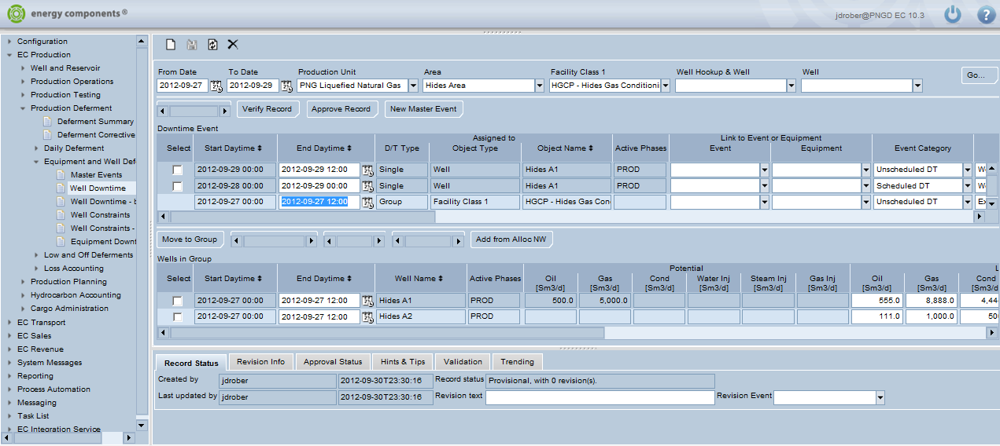 energy components ®
jdrober@PNGD EC 10.3
Configuration
EC Production
Well and Reservoir
Production Operations
Production Testing
Production Deferment
Deferment Summary
Deferment Corrective
Daily Deferment
Equipment and Well Def
Master Events
Well Downtime
Well Downtime - b
Well Constraints
Well Constraints -
Equipment Downt
Low and Off Deferments
Loss Accounting
Production Planning
Hydrocarbon Accounting
Cargo Administration
EC Transport
EC Sales
EC Revenue
System Messages
Reporting
Process Automation
Messaging
Task List
EC Integration Service
From Date To Date Production Unit Area Facility Class 1 Well Hookup & Well Well
2012-09-27 2012-09-29 PNG Liquefied Natural Gas Hides Area HGCP - Hides Gas Conditioni Go...
Verify Record Approve Record New Master Event
Downtime Event
Assigned to Link to Event or Equipment
Select Start Daytime End Daytime D/T Type Object Type Object Name Active Phases Event Equipment Event Category
2012-09-29 00:00 2012-09-29 12:00 Single Well Hides A1 PROD Unscheduled DT
2012-09-28 00:00 2012-09-29 00:00 Single Well Hides A1 PROD Scheduled DT
2012-09-27 00:00 2012-09-27 12:00 Group Facility Class 1 HGCP - Hides Gas Con Unscheduled DT Ex
Move to Group Add from Alloc NW
Wells in Group
Potential L
Select Start Daytime End Daytime Well Name Active Phases Oil [Sm3/d] Gas [Sm3/d] Cond [Sm3/d] Water Inj [Sm3/d] Steam Inj [Sm3/d] Gas Inj [Sm3/d] Oil [Sm3/d] Gas [Sm3/d] Cond [Sm3/d]
2012-09-27 00:00 2012-09-27 12:00 Hides A1 PROD 500.0 5,000.0 555.0 8,888.0 4,44
2012-09-27 00:00 2012-09-27 12:00 Hides A2 PROD 111.0 1,000.0 50
Record Status Revision Info Approval Status Hints & Tips Validation Trending
Created by jdrober 2012-09-30T23:30:16 Record status Provisional, with 0 revision(s).
Last updated by jdrober 2012-09-30T23:30:16 Revision text Revision Event